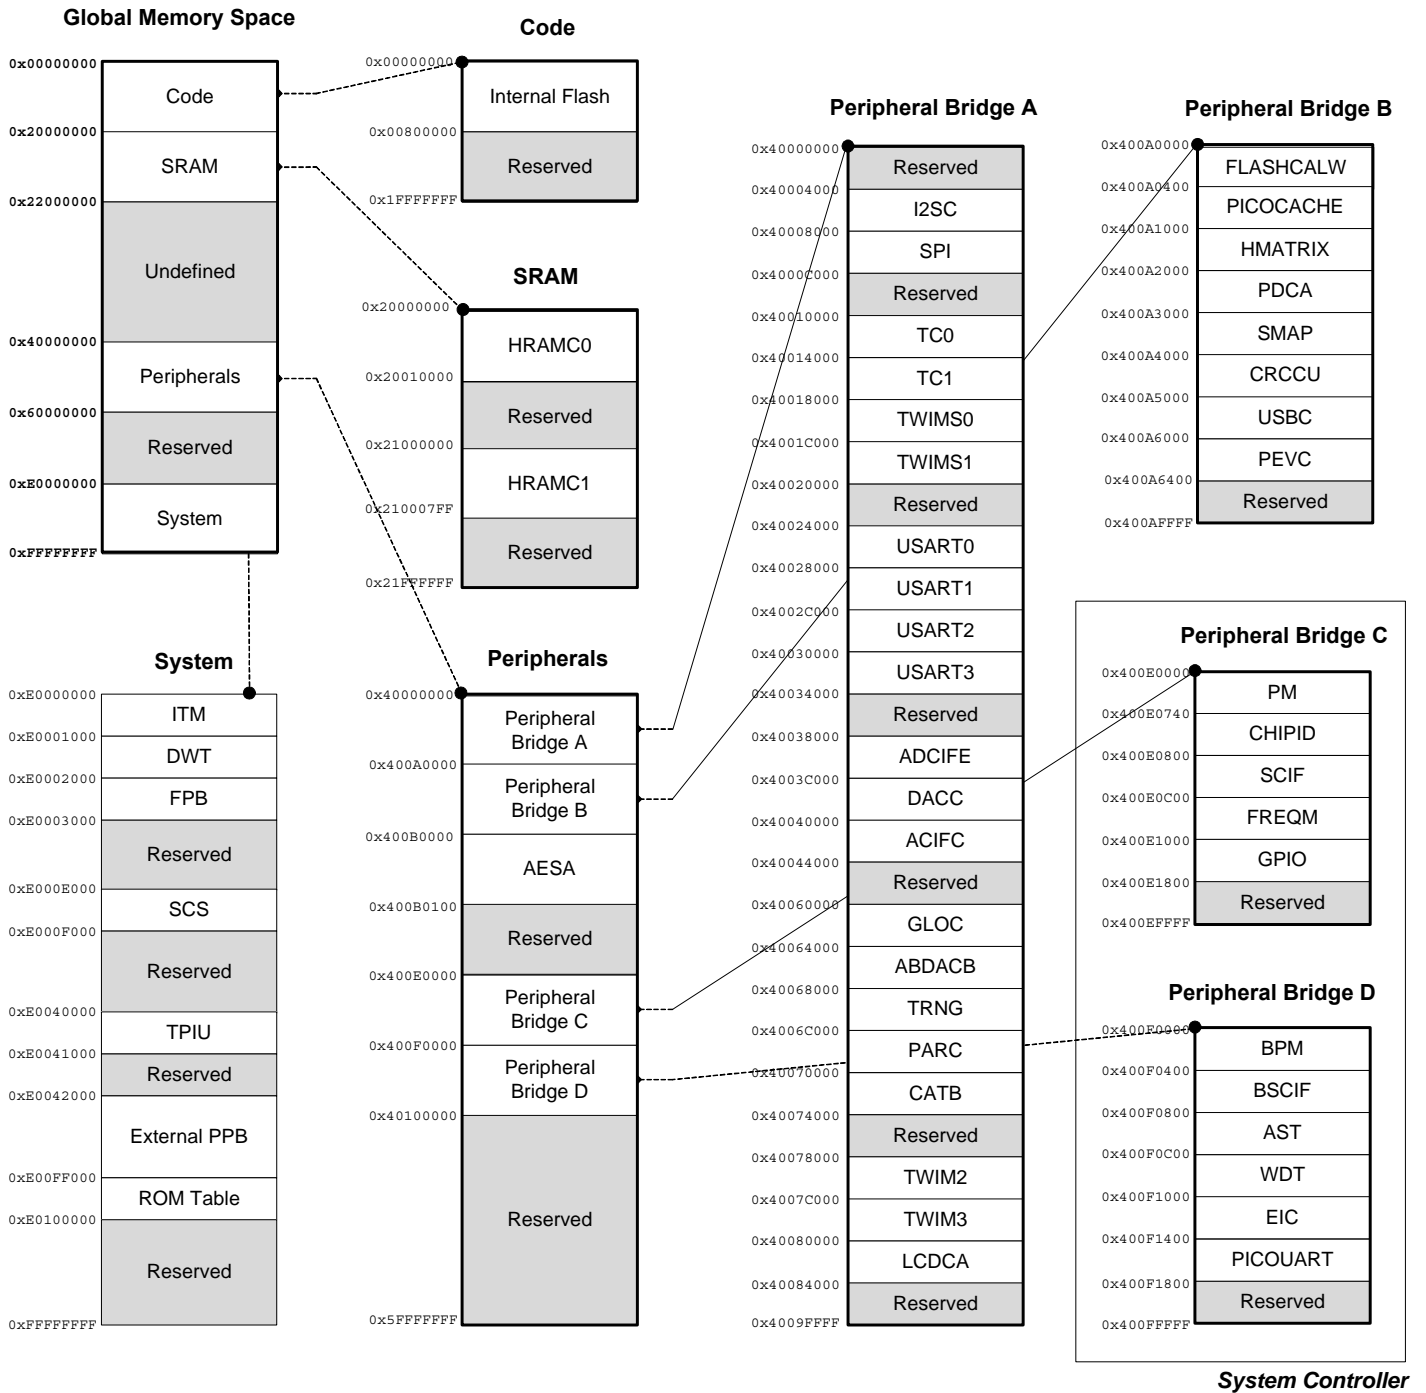 Global Memory Space
0x00000000
Code
0x20000000
SRAM
0x22000000
Undefined
0x40000000
Peripherals
0x60000000
Reserved
0xE0000000
System
0xFFFFFFFF
Code
0x00000000
Internal Flash
0x00800000
Reserved
0x1FFFFFFF
SRAM
0x20000000
HRAMC0
0x20010000
Reserved
0x21000000
HRAMC1
0x210007FF
Reserved
0x21FFFFFF
System
0xE0000000
ITM
0xE0001000
DWT
0xE0002000
FPB
0xE0003000
Reserved
0xE000E000
SCS
0xE000F000
Reserved
0xE0040000
TPIU
0xE0041000
Reserved
0xE0042000
External PPB
0xE00FF000
ROM Table
0xE0100000
Reserved
0xFFFFFFFF
Peripherals
0x40000000
Peripheral
Bridge A
0x400A0000
Peripheral
Bridge B
0x400B0000
AESA
0x400B0100
Reserved
0x400E0000
Peripheral
Bridge C
0x400F0000
Peripheral
Bridge D
0x40100000
Reserved
0x5FFFFFFF
Peripheral Bridge A
0x40000000
Reserved
0x40004000
I2SC
0x40008000
SPI
0x4000C000
Reserved
0x40010000
TC0
0x40014000
TC1
0x40018000
TWIMS0
0x4001C000
TWIMS1
0x40020000
Reserved
0x40024000
USART0
0x40028000
USART1
0x4002C000
USART2
0x40030000
USART3
0x40034000
Reserved
0x40038000
ADCIFE
0x4003C000
DACC
0x40040000
ACIFC
0x40044000
Reserved
0x40060000
GLOC
0x40064000
ABDACB
0x40068000
TRNG
0x4006C000
PARC
0x40070000
CATB
0x40074000
Reserved
0x40078000
TWIM2
0x4007C000
TWIM3
0x40080000
LCDCA
0x40084000
Reserved
0x4009FFFF
Peripheral Bridge B
0x400A0000
FLASHCALW
0x400A0400
PICOCACHE
0x400A1000
HMATRIX
0x400A2000
PDCA
0x400A3000
SMAP
0x400A4000
CRCCU
0x400A5000
USBC
0x400A6000
PEVC
0x400A6400
Reserved
0x400AFFFF
Peripheral Bridge C
0x400E0000
PM
0x400E0740
CHIPID
0x400E0800
SCIF
0x400E0C00
FREQM
0x400E1000
GPIO
0x400E1800
Reserved
0x400EFFFF
Peripheral Bridge D
0x400F0000
BPM
0x400F0400
BSCIF
0x400F0800
AST
0x400F0C00
WDT
0x400F1000
EIC
0x400F1400
PICOUART
0x400F1800
Reserved
0x400FFFFF
System Controller